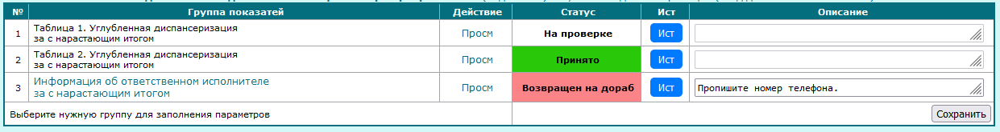 № Группа показателей Действие Статус Ист Описание
1 Таблица 1. Углубленная диспансеризация за с нарастающим итогом Просм На проверке Ист
2 Таблица 2. Углубленная диспансеризация за с нарастающим итогом Просм Принято Ист
3 Информация об ответственном исполнителе за с нарастающим итогом Просм Возвращен на дораб Ист Пропишите номер телефона.
Выберите нужную группу для заполнения параметров Сохранить